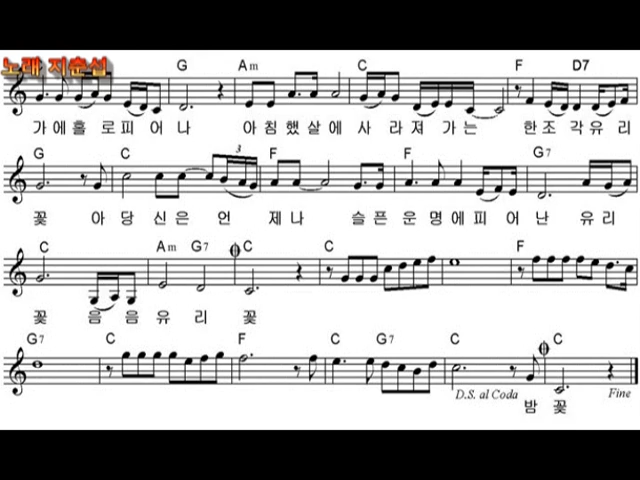 노래 지춘섭
G Am C F D7
가에홀 로피 어나 아침했살에 사 라져 가는 한조 각유 리
G C 3 F F G7
꽃 아 당 신은 언 제나 슬픈운 명에피어 난 유리
C Am G7 C C F
꽃 음 음 유 리 꽃
G7 C F C G7 C C
D.S. al Coda Fine
밤 꽃